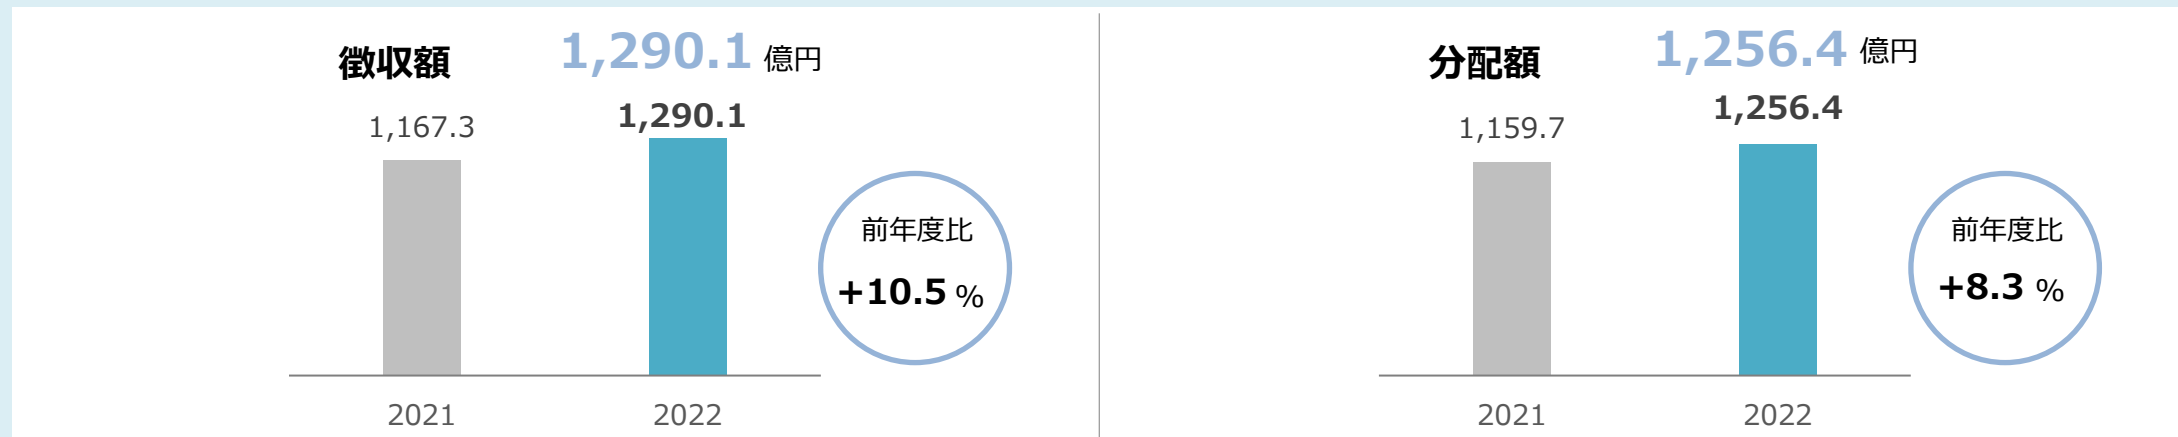 徴収額 1,290.1 億円
1,167.3 1,290.1
前年度比
+10.5 %
2021 2022
分配額 1,256.4 億円
1,159.7 1,256.4
前年度比
+8.3 %
2021 2022